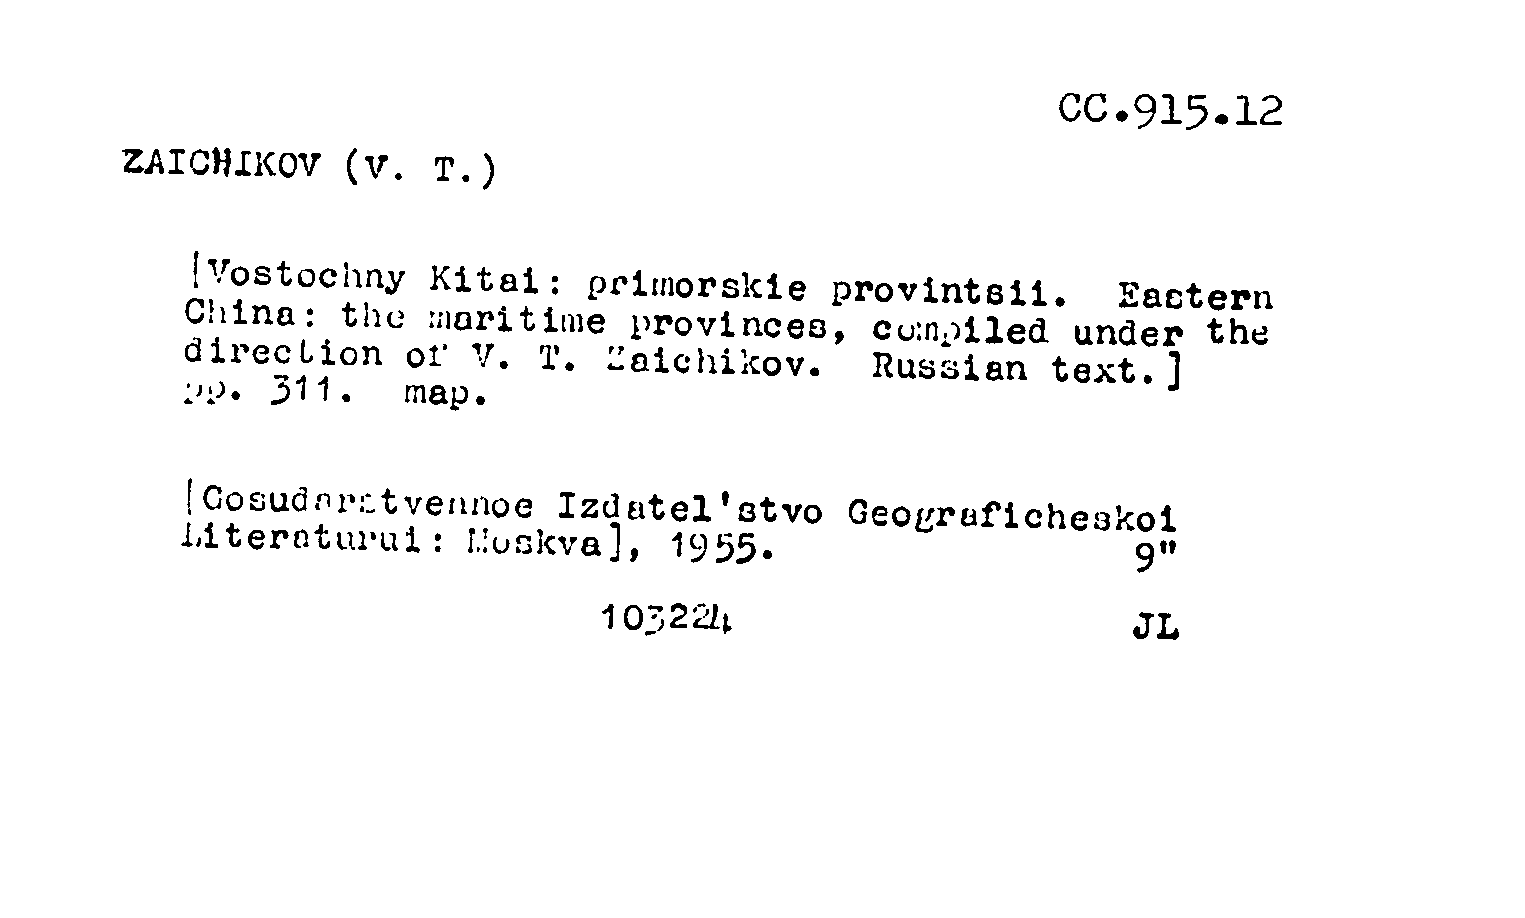 CC.915.12
ZAICHIKOV (V. T.)
[Vostochny Kitai: primorskie provintsii. Eastern
China: the maritime provinces, compiled under the
direction of V. T. Zaichikov. Russian text.]
pp. 311. map.
[Gosudarstvennoe Izdatel'stvo Geograficheskoi
Literaturui: Moskva], 1955.
9"
103224 JL